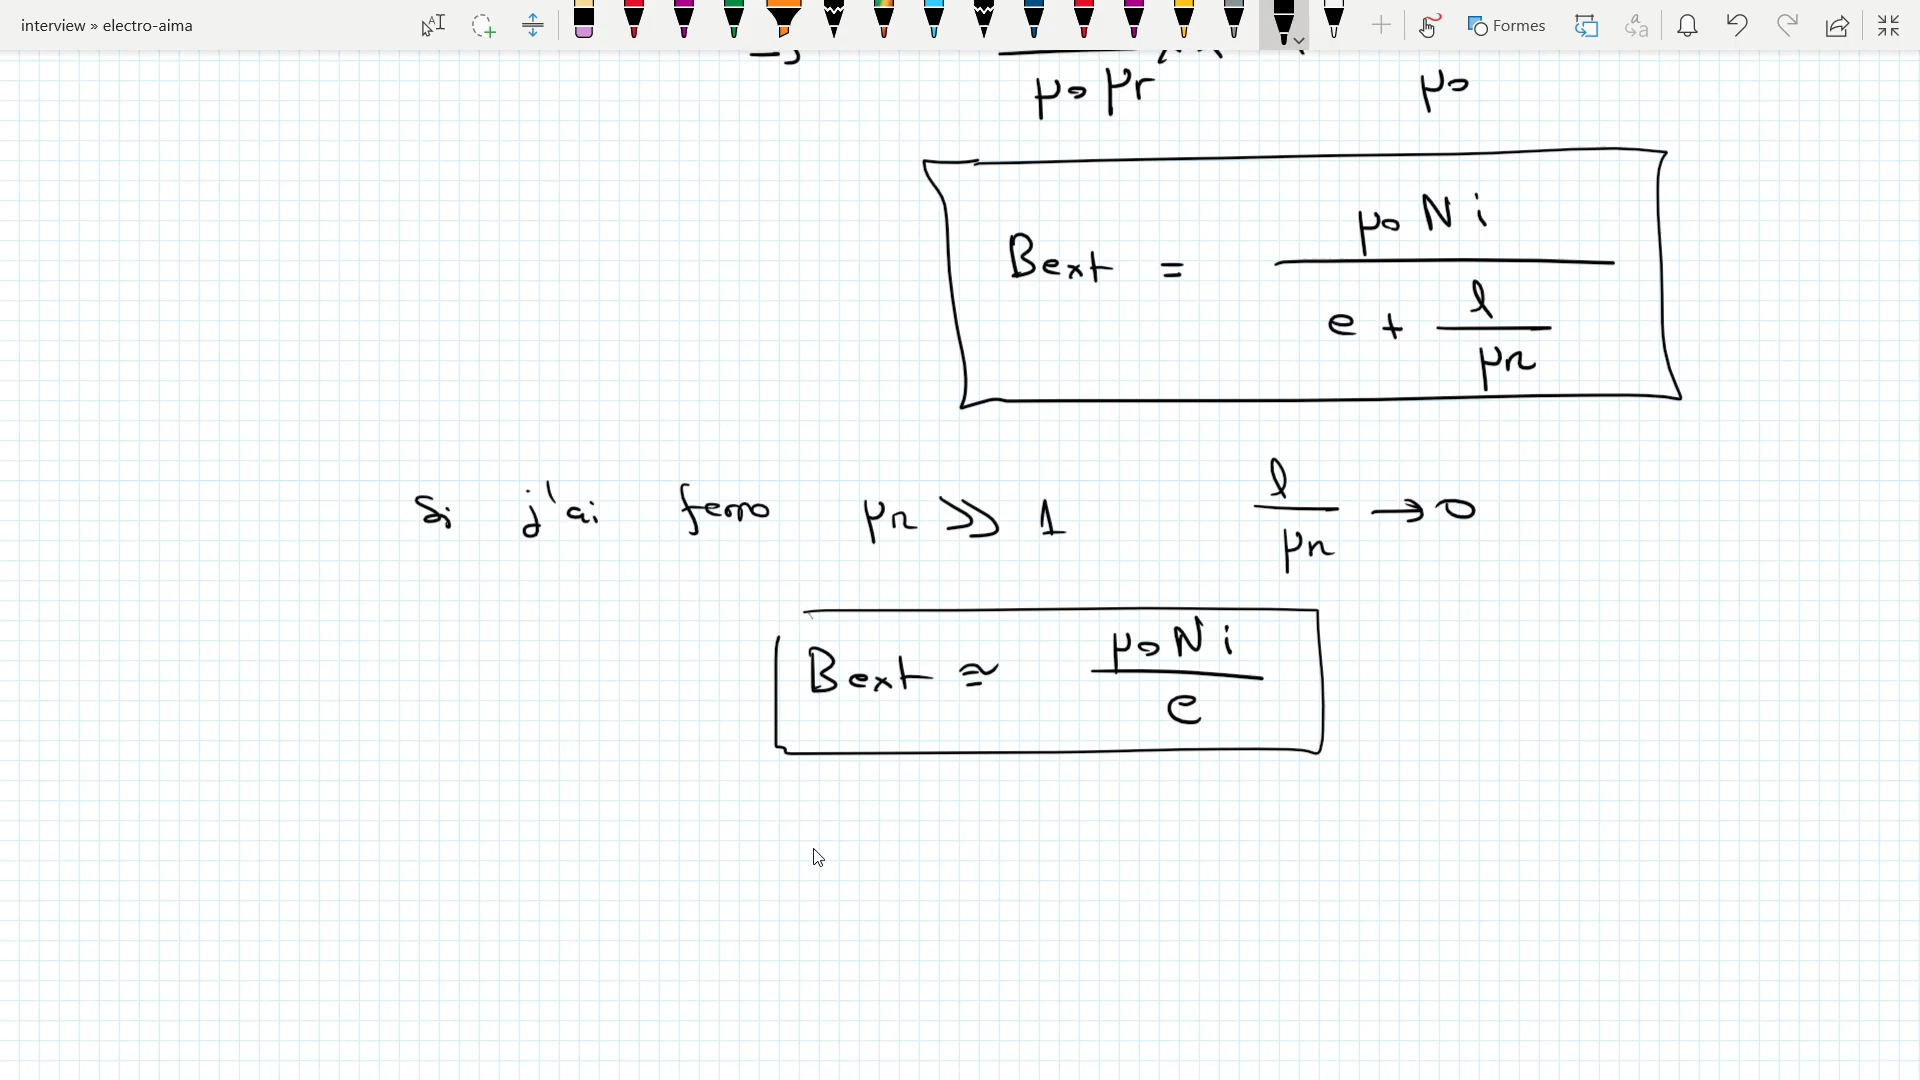 interview » electro-aima
Formes
μ0 μr
μ0
Bext = μ0 N i / (e + l / μr)
Si j'ai ferro μr >> 1 l / μr → 0
Bext ≅ μ0 N i / e